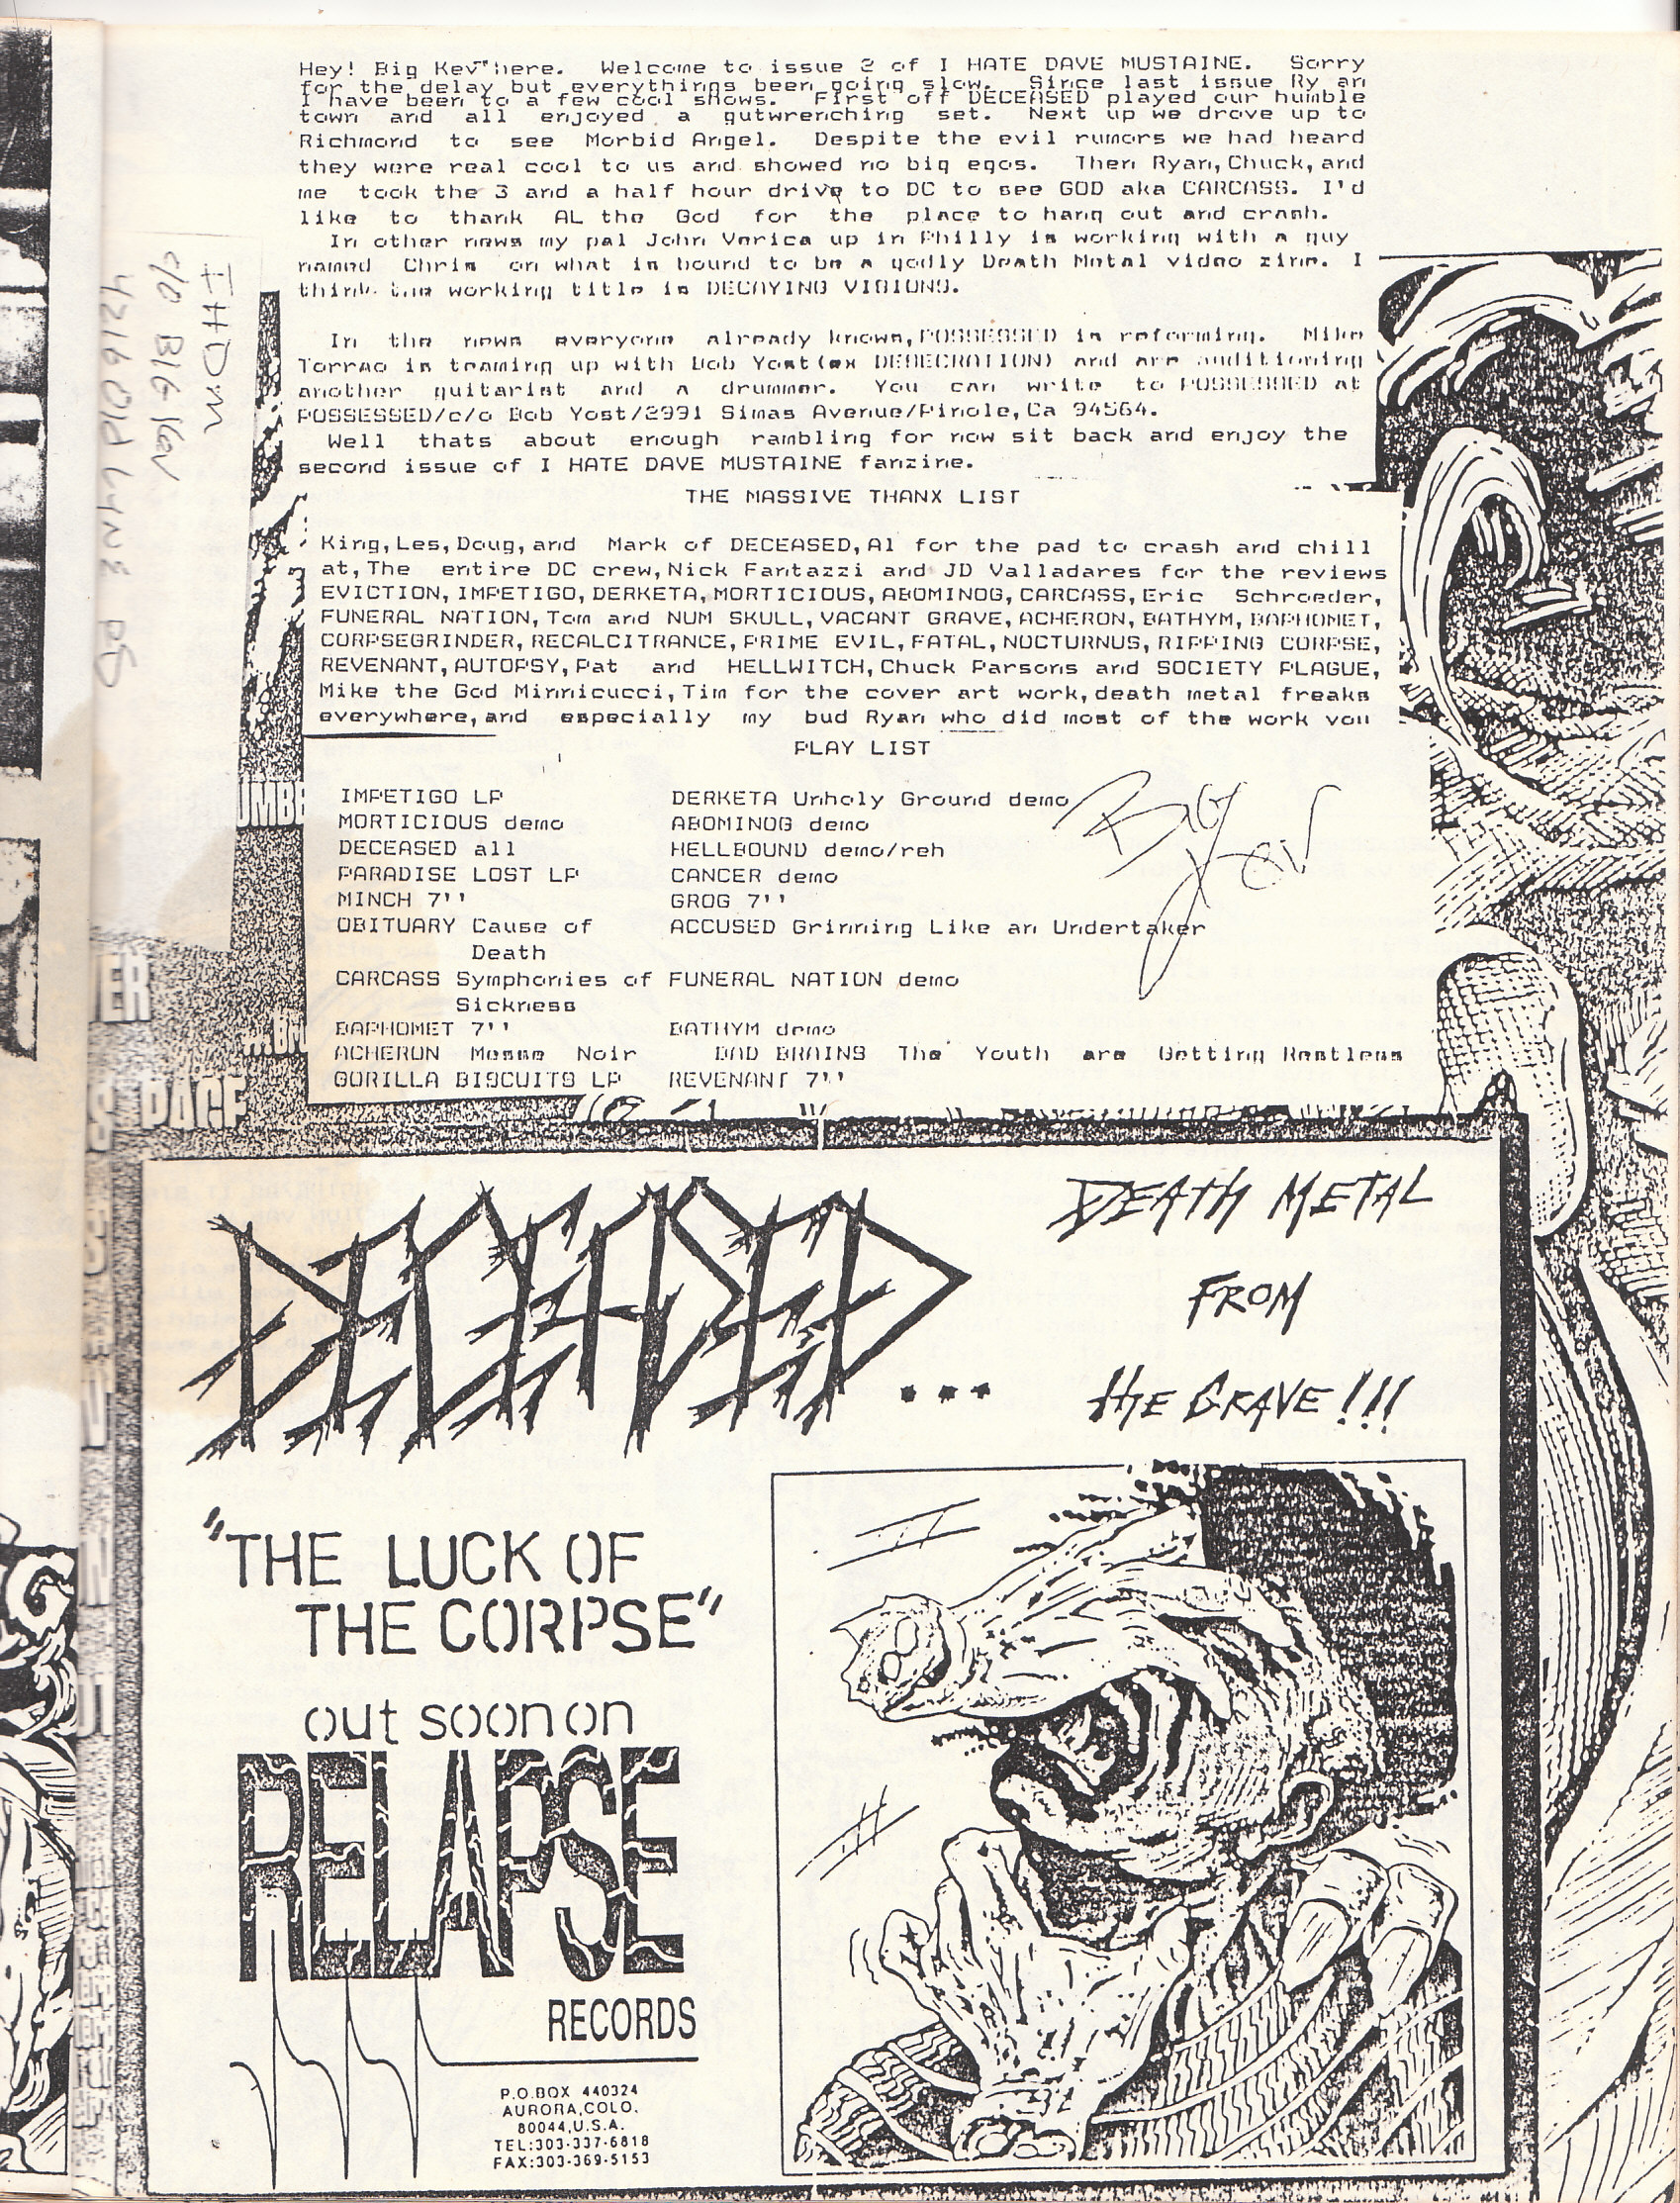 Hey! Big Kev here. Welcome to issue 2 of I HATE DAVE MUSTAINE. Sorry
for the delay but everythings been going slow. Since last issue Ry an
I have been to a few cool shows. First off DECEASED played our humble
town and all enjoyed a gutwrenching set. Next up we drove up to
Richmond to see Morbid Angel. Despite the evil rumors we had heard
they were real cool to us and showed no big egos. Then Ryan,Chuck,and
me took the 3 and a half hour drive to DC to see GOD aka CARCASS. I'd
like to thank AL the God for the place to hang out and crash.
In other news my pal John Verica up in Philly is working with a guy
named Chris on what is bound to be a godly Death Metal video zine. I
think the working title is DECAYING VISIONS.
In the news everyone already knows,POSSESSED is reforming. Mike
Torrao is teaming up with Bob Yost(ex DESECRATION) and are auditioning
another guitarist and a drummer. You can write to POSSESSED at
POSSESSED/c/o Bob Yost/2991 Simas Avenue/Pinole,Ca 94564.
Well thats about enough rambling for now sit back and enjoy the
second issue of I HATE DAVE MUSTAINE fanzine.
THE MASSIVE THANX LIST
King,Les,Doug,and Mark of DECEASED,Al for the pad to crash and chill
at,The entire DC crew,Nick Fantazzi and JD Valladares for the reviews
EVICTION,IMPETIGO,DERKETA,MORTICIOUS,ABOMINOG,CARCASS,Eric Schroeder,
FUNERAL NATION,Tom and NUM SKULL,VACANT GRAVE,ACHERON,BATHYM,BAPHOMET,
CORPSEGRINDER,RECALCITRANCE,PRIME EVIL,FATAL,NOCTURNUS,RIPPING CORPSE,
REVENANT,AUTOPSY,Pat and HELLWITCH,Chuck Parsons and SOCIETY PLAGUE,
Mike the God Minnicucci,Tim for the cover art work,death metal freaks
everywhere,and especially my bud Ryan who did most of the work you
PLAY LIST
IMPETIGO LP DERKETA Unholy Ground demo
MORTICIOUS demo ABOMINOG demo
DECEASED all HELLBOUND demo/reh
PARADISE LOST LP CANCER demo
MINCH 7'' GROG 7''
OBITUARY Cause of ACCUSED Grinning Like an Undertaker
Death
CARCASS Symphonies of FUNERAL NATION demo
Sickness
BAPHOMET 7'' BATHYM demo
ACHERON Messe Noir BAD BRAINS The Youth are Getting Restless
GORILLA BISCUITS LP REVENANT 7''
BIG
KEV
IHDM
c/o BIG KEV
4216 Old Lyne
DECEASED...
DEATH METAL
FROM
THE GRAVE!!!
"THE LUCK OF
THE CORPSE"
out soon on
RELAPSE
RECORDS
P.O.BOX 440324
AURORA,COLO.
80044,U.S.A.
TEL:303-337-6818
FAX:303-369-5153